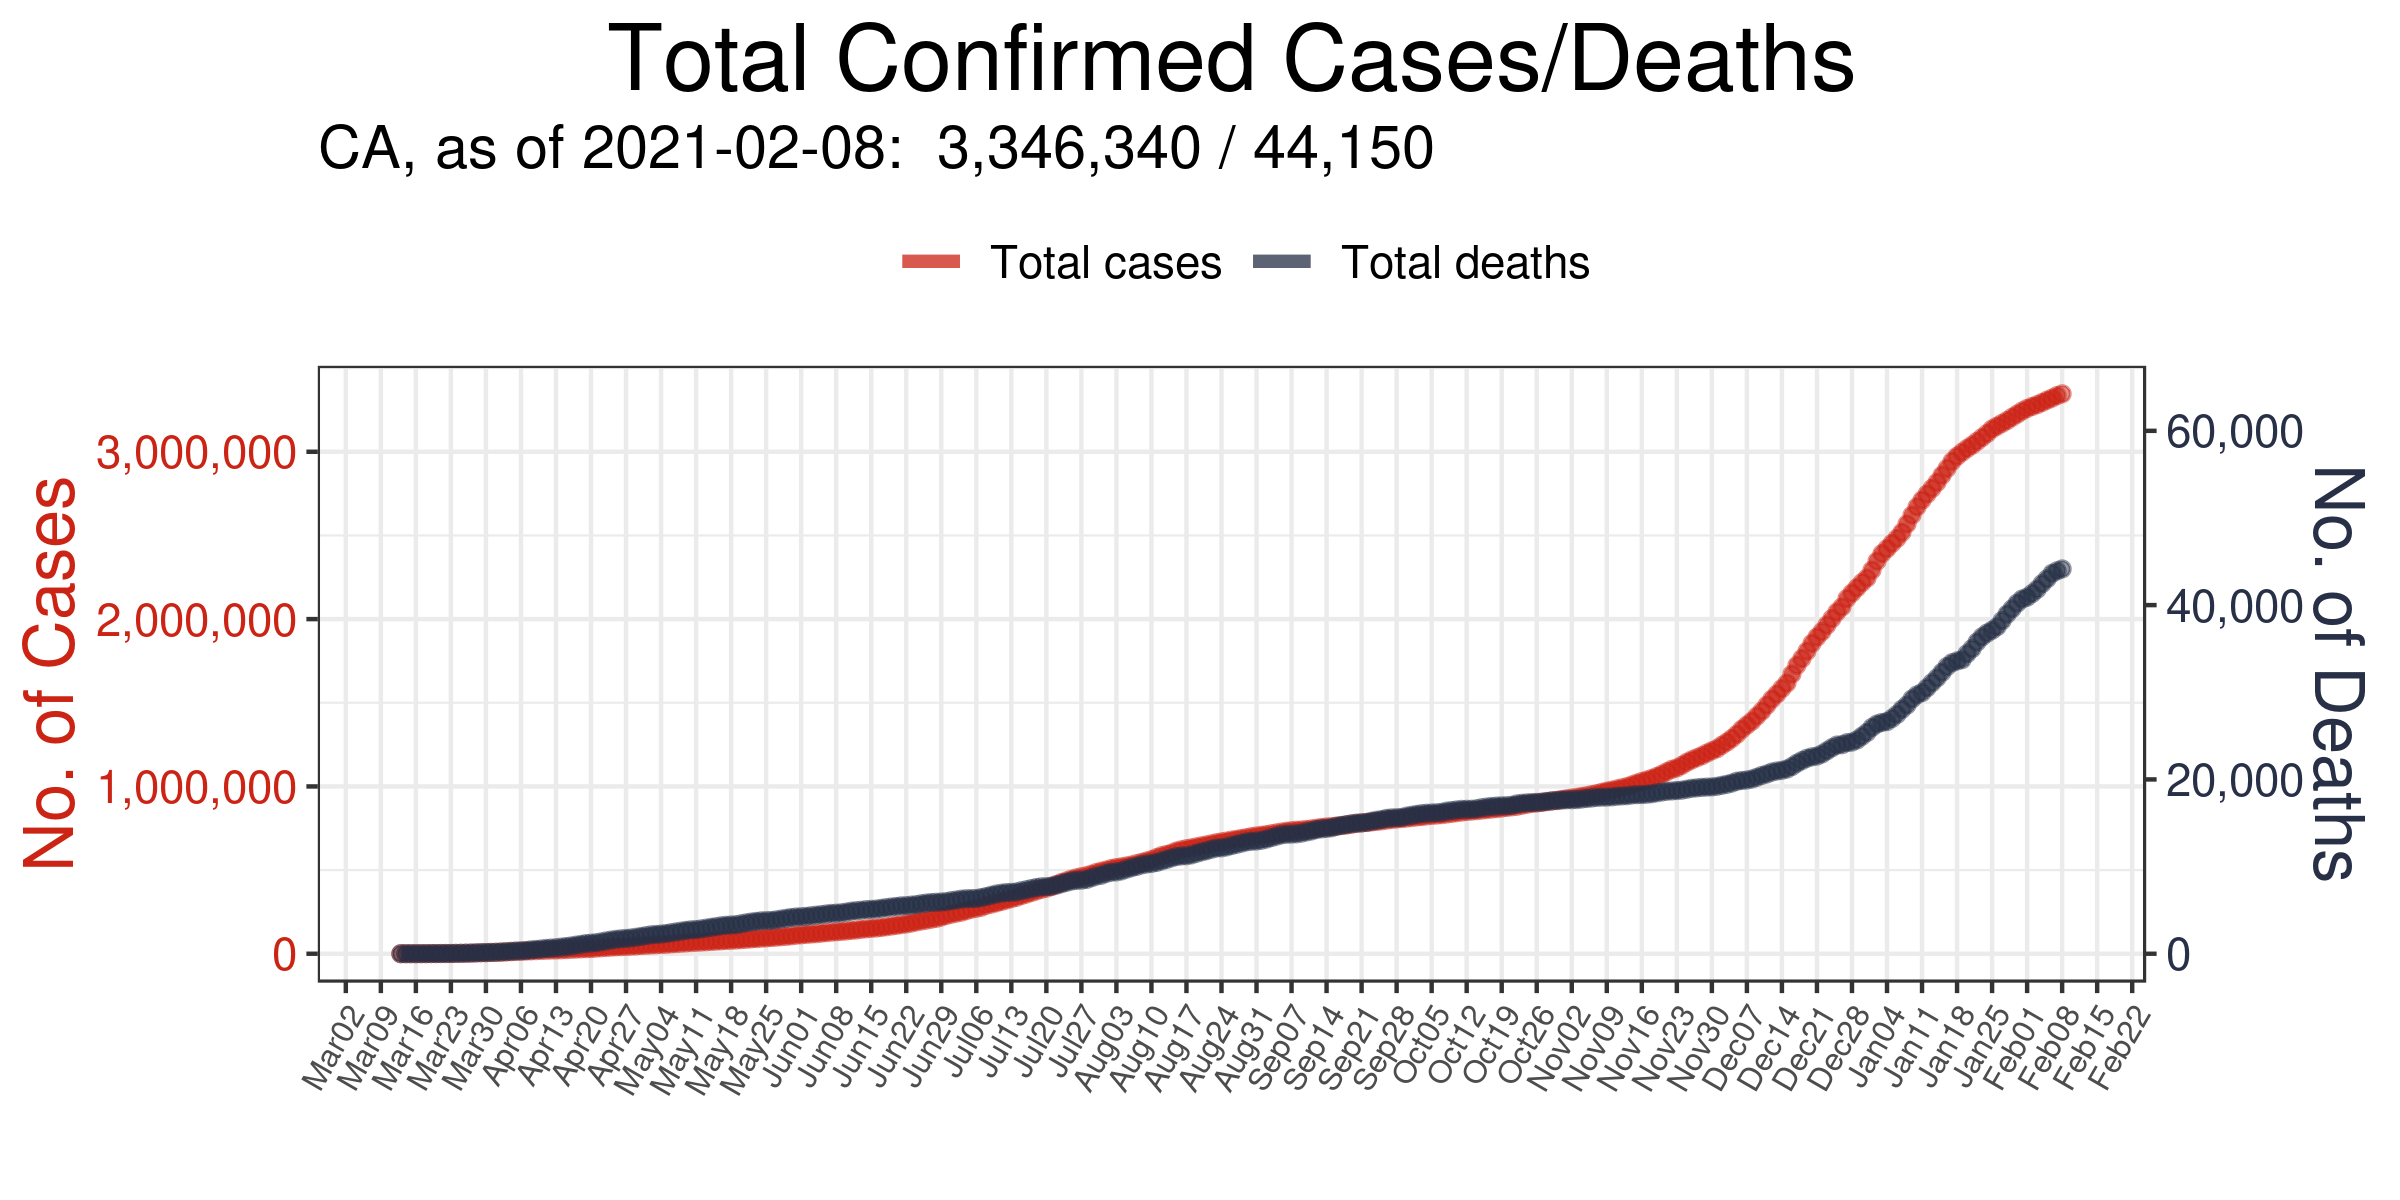 Total Confirmed Cases/Deaths
CA, as of 2021-02-08:  3,346,340 / 44,150
Total cases
Total deaths
No. of Cases
3,000,000
2,000,000
1,000,000
0
60,000
40,000
20,000
0
No. of Deaths
Mar02
Mar09
Mar16
Mar23
Mar30
Apr06
Apr13
Apr20
Apr27
May04
May11
May18
May25
Jun01
Jun08
Jun15
Jun22
Jun29
Jul06
Jul13
Jul20
Jul27
Aug03
Aug10
Aug17
Aug24
Aug31
Sep07
Sep14
Sep21
Sep28
Oct05
Oct12
Oct19
Oct26
Nov02
Nov09
Nov16
Nov23
Nov30
Dec07
Dec14
Dec21
Dec28
Dec04
Jan11
Jan18
Jan25
Feb01
Feb08
Feb15
Feb22